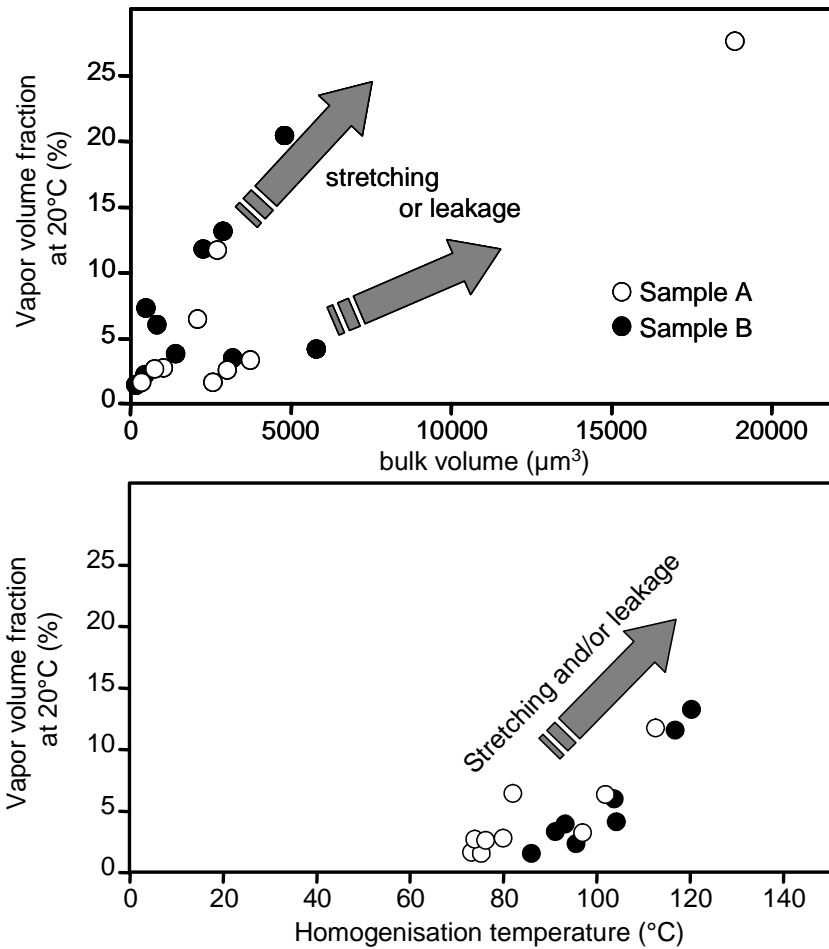 Vapor volume fraction
at 20°C (%)
25
20
15
10
5
0
stretching
or leakage
Sample A
Sample B
0
5000
10000
15000
20000
bulk volume (µm³)
Vapor volume fraction
at 20°C (%)
25
20
15
10
5
0
Stretching and/or leakage
0
20
40
60
80
100
120
140
Homogenisation temperature (°C)